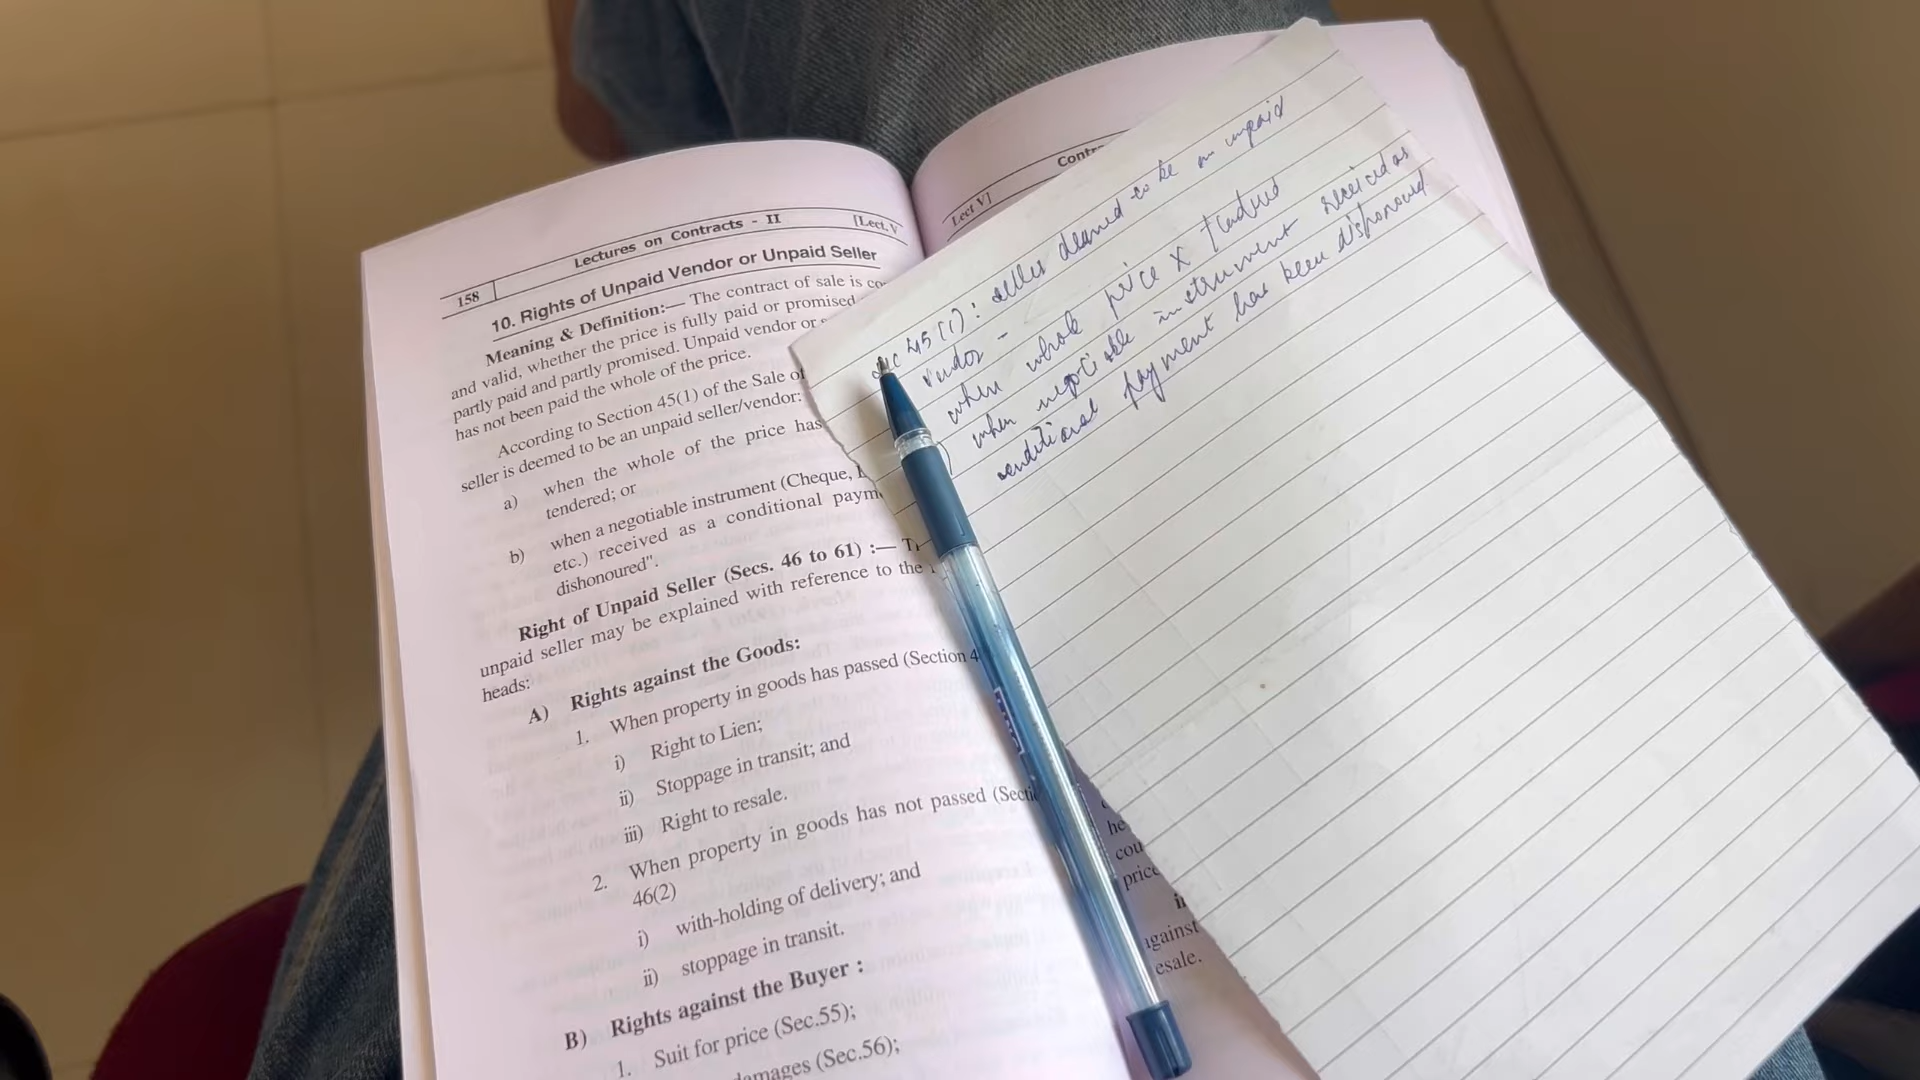 158
Lectures on Contracts - II
[Lect. V
10. Rights of Unpaid Vendor or Unpaid Seller
Meaning & Definition:— The contract of sale is
and valid, whether the price is fully paid or promised
partly paid and partly promised. Unpaid vendor or
has not been paid the whole of the price.
According to Section 45(1) of the Sale of
seller is deemed to be an unpaid seller/vendor:
a) when the whole of the price has
tendered; or
b) when a negotiable instrument (Cheque,
etc.) received as a conditional
dishonoured".
Right of Unpaid Seller (Secs. 46 to 61) :—
unpaid seller may be explained with reference to the
heads:
A) Rights against the Goods:
1. When property in goods has passed (Section 4
i) Right to Lien;
ii) Stoppage in transit; and
iii) Right to resale.
2. When property in goods has not passed
46(2)
i) with-holding of delivery; and
ii) stoppage in transit.
B) Rights against the Buyer :
1. Suit for price (Sec.55);
damages (Sec.56);
Lect V]
Sec 45(1): seller deemed to be an unpaid
vendor -
when whole price x tendered
when negotiable instrument received as
conditional payment has been dishonoured
he
price
esale.